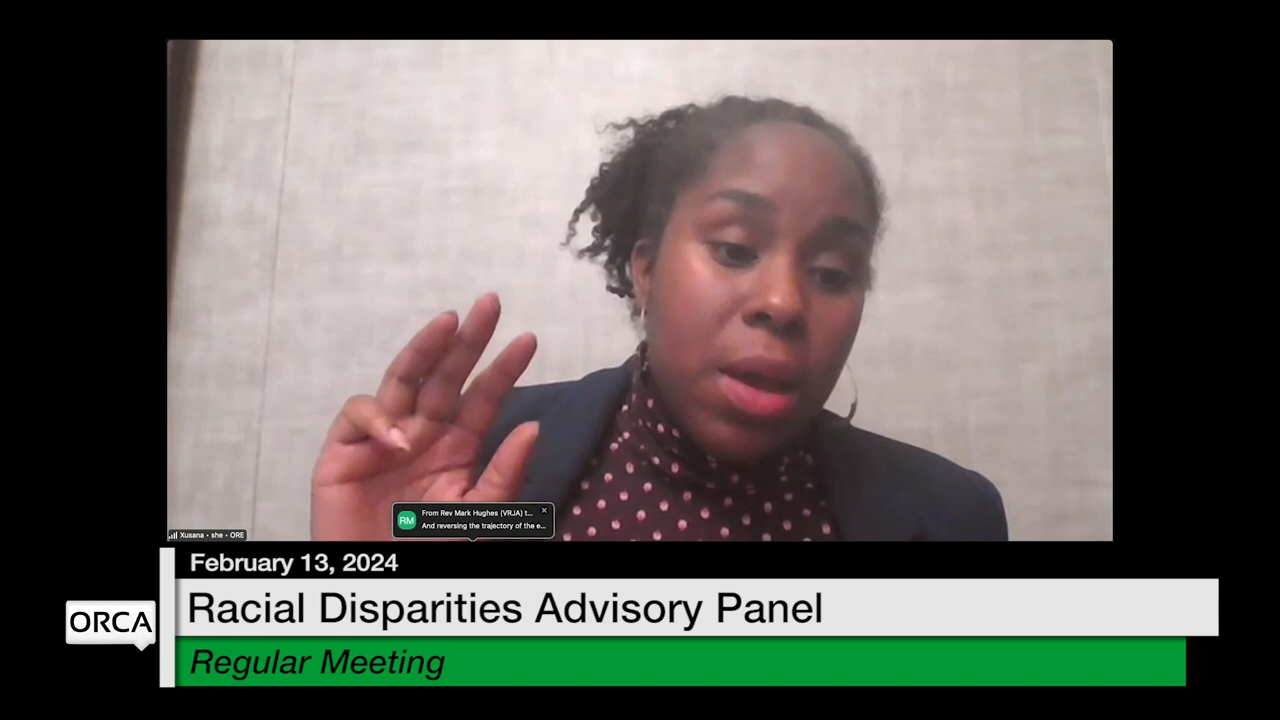 RM
From Rev Mark Hughes (VRJA) t...
And reversing the trajectory of the e...
Xusana • she • ORE
February 13, 2024
ORCA
Racial Disparities Advisory Panel
Regular Meeting